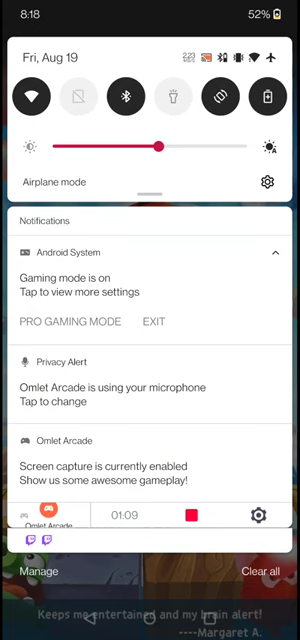 8:18
52%
Fri, Aug 19
Airplane mode
Notifications
Android System
Gaming mode is on
Tap to view more settings
PRO GAMING MODE EXIT
Privacy Alert
Omlet Arcade is using your microphone
Tap to change
Omlet Arcade
Screen capture is currently enabled
Show us some awesome gameplay!
01:09
Omlet Arcade
Manage
Clear all
Keeps me entertained and my brain alert!
----Margaret A.